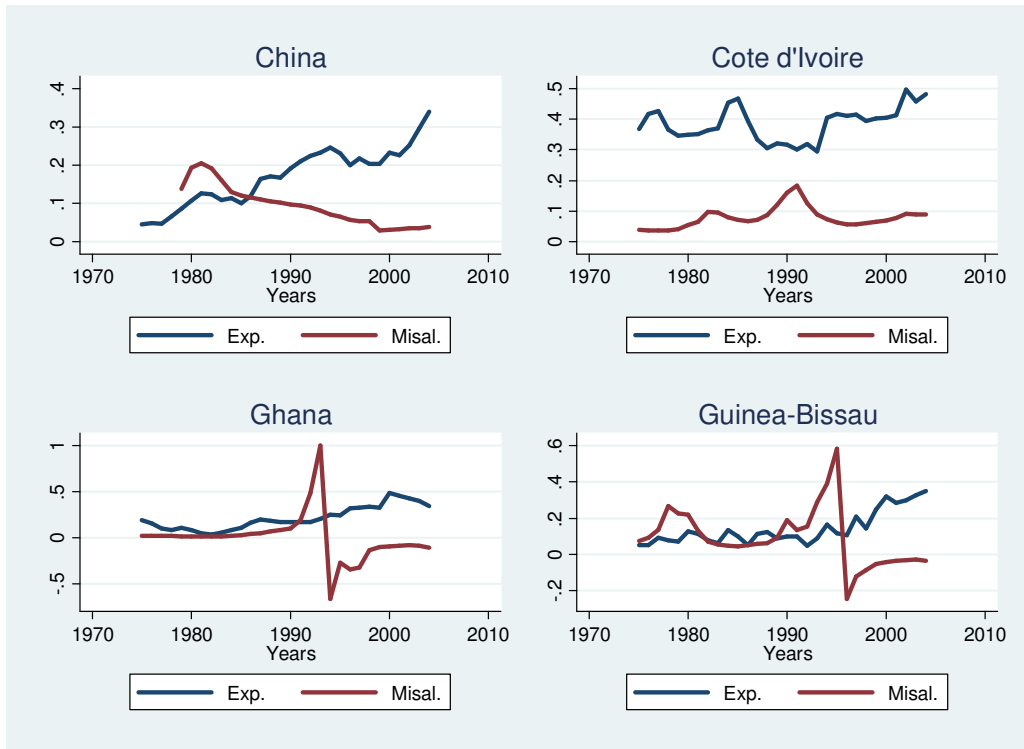 China
.4
.3
.2
.1
0
1970 1980 1990 2000 2010
Years
Exp. Misal.
Cote d'Ivoire
.5
.4
.3
.2
.1
0
1970 1980 1990 2000 2010
Years
Exp. Misal.
Ghana
1
.5
0
-.5
1970 1980 1990 2000 2010
Years
Exp. Misal.
Guinea-Bissau
.6
.4
.2
0
-.2
1970 1980 1990 2000 2010
Years
Exp. Misal.